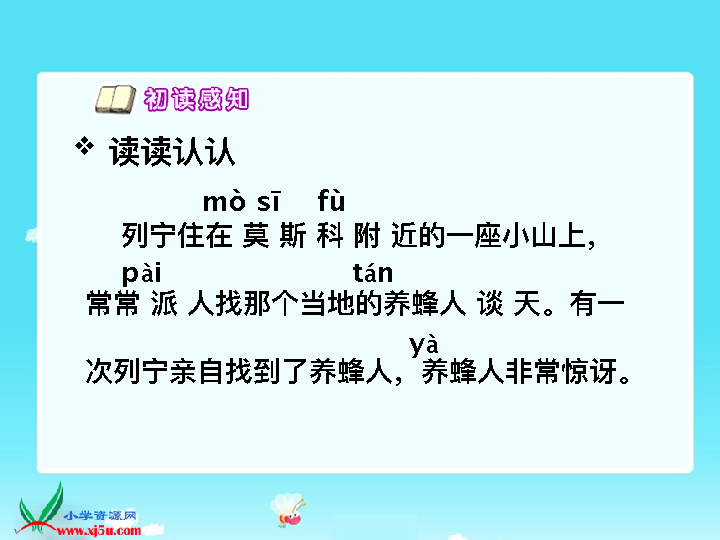 初读感知
❖ 读读认认
mò sī fù
列宁住在 莫 斯 科 附 近的一座小山上,
pài tán
常常 派 人找那个当地的养蜂人 谈 天。有一
yà
次列宁亲自找到了养蜂人，养蜂人非常惊讶。
小学资源网
www.xj5u.com